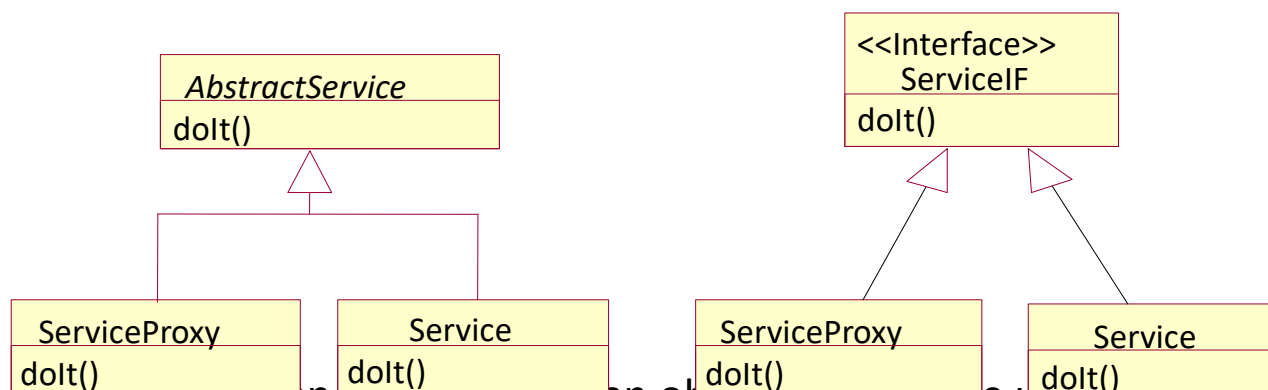 AbstractService
doIt()
ServiceProxy
doIt()
Service
doIt()
<<Interface>>
ServiceIF
doIt()
ServiceProxy
doIt()
Service
doIt()